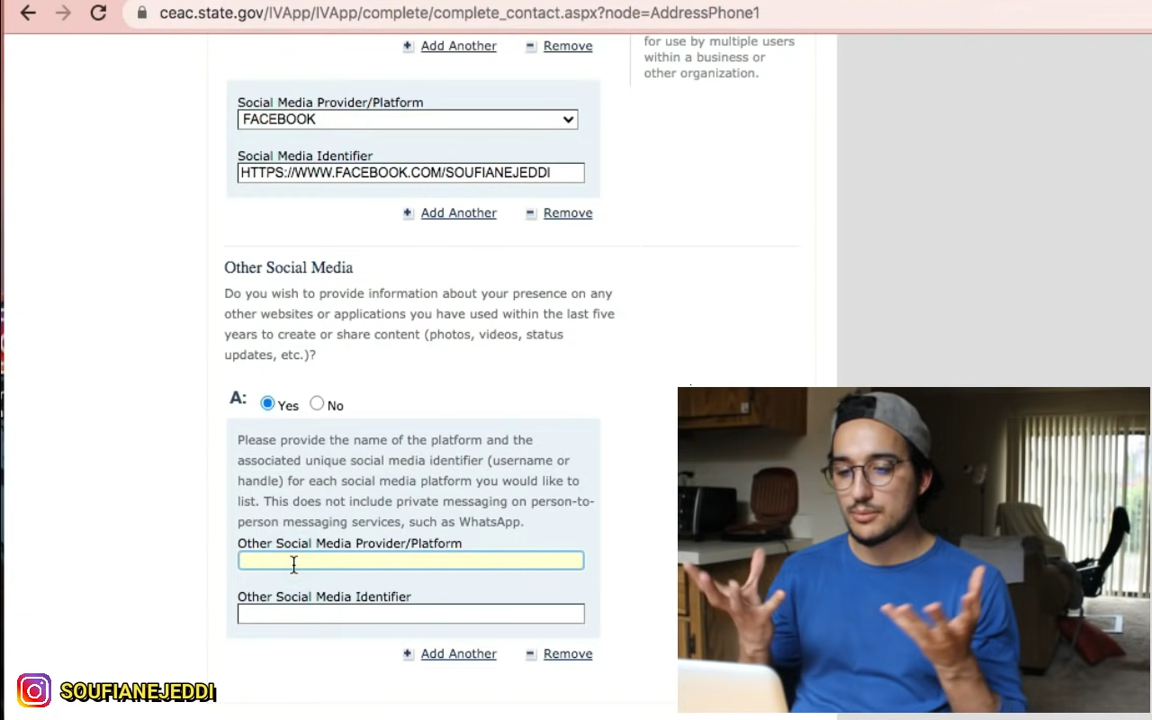 ceac.state.gov/IVApp/IVApp/complete/complete_contact.aspx?node=AddressPhone1
Add Another Remove
for use by multiple users
within a business or
other organization.
Social Media Provider/Platform
FACEBOOK
Social Media Identifier
HTTPS://WWW.FACEBOOK.COM/SOUFIANEJEDDI
Add Another Remove
Other Social Media
Do you wish to provide information about your presence on any
other websites or applications you have used within the last five
years to create or share content (photos, videos, status
updates, etc.)?
A: Yes No
Please provide the name of the platform and the
associated unique social media identifier (username or
handle) for each social media platform you would like to
list. This does not include private messaging on person-to-
person messaging services, such as WhatsApp.
Other Social Media Provider/Platform
Other Social Media Identifier
Add Another Remove
SOUFIANEJEDDI